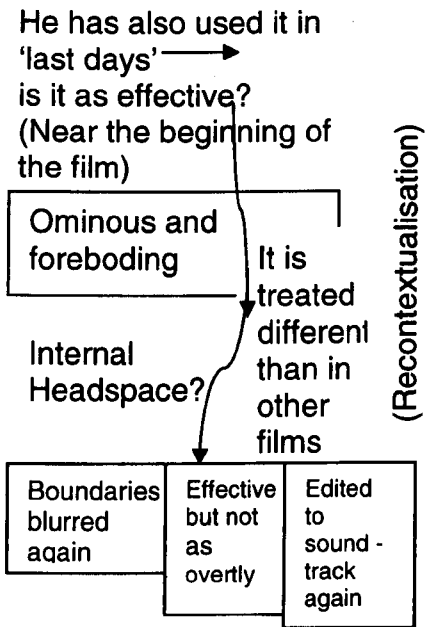 He has also used it in
‘last days’
is it as effective?
(Near the beginning of
the film)
Ominous and
foreboding
It is
treated
different
than in
other
films
(Recontextualisation)
Internal
Headspace?
Boundaries
blurred
again
Effective
but not
as
overtly
Edited
to
sound -
track
again